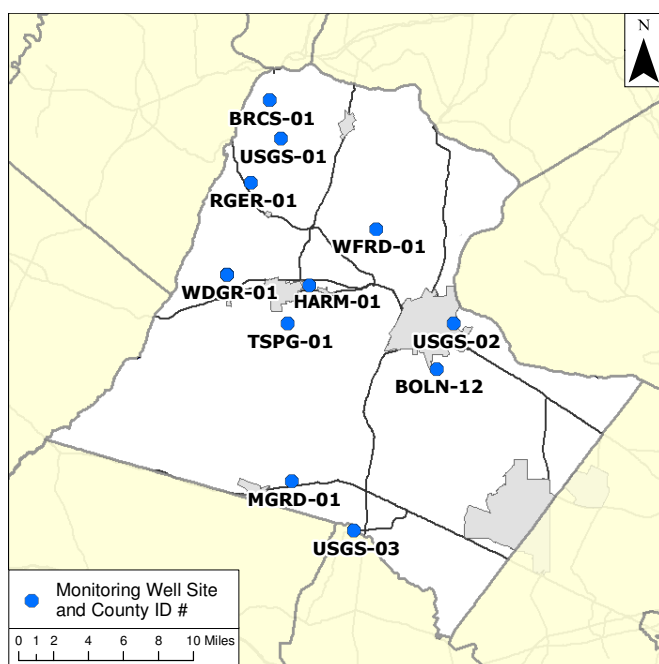 N
BRCS-01
USGS-01
RGER-01
WFRD-01
WDGR-01
HARM-01
TSPG-01
USGS-02
BOLN-12
MGRD-01
USGS-03
Monitoring Well Site
and County ID #
0 1 2 4 6 8 10 Miles